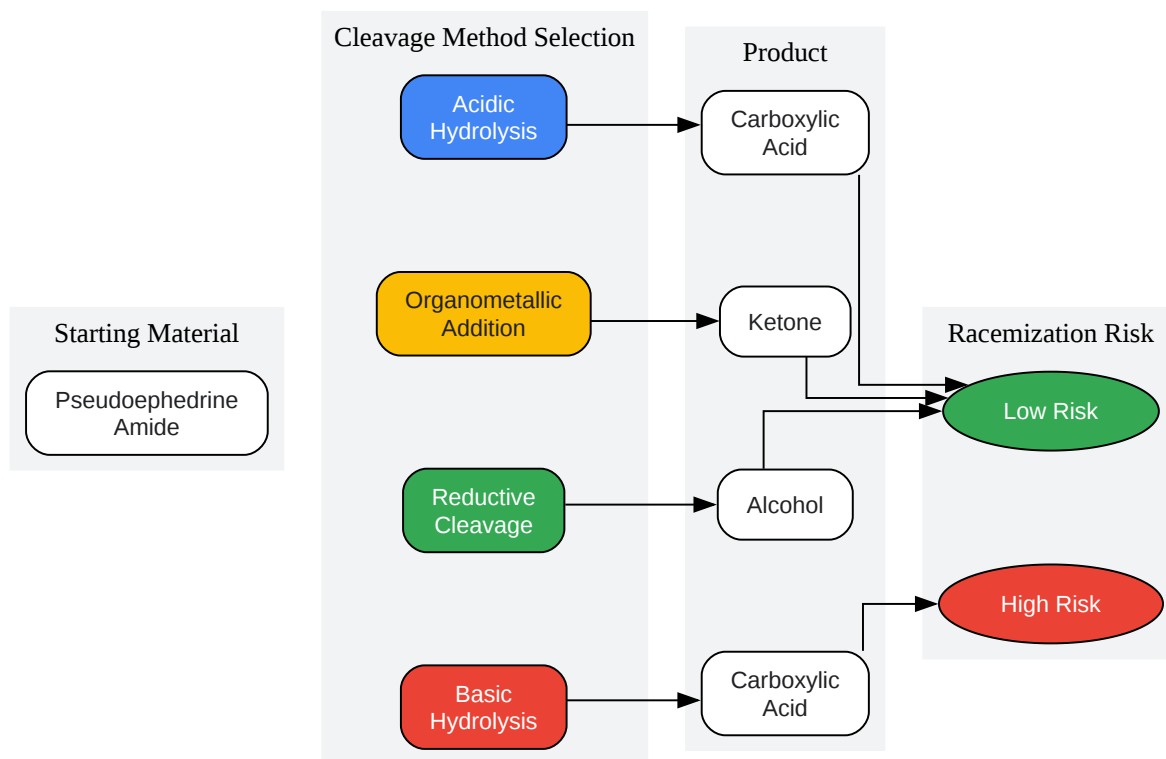 Starting Material
Pseudoephedrine
Amide
Cleavage Method Selection
Acidic
Hydrolysis
Organometallic
Addition
Reductive
Cleavage
Basic
Hydrolysis
Product
Carboxylic
Acid
Ketone
Alcohol
Carboxylic
Acid
Racemization Risk
Low Risk
High Risk